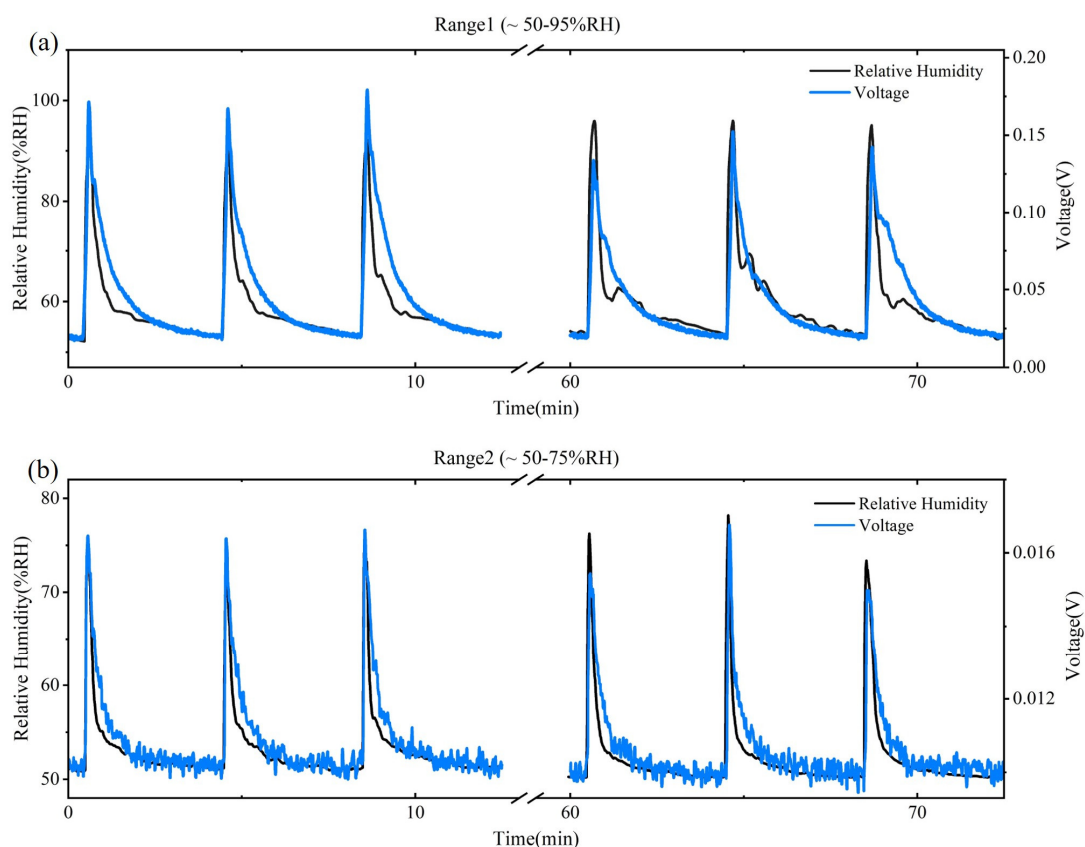 (a)
Range1 (~ 50-95%RH)
Relative Humidity(%RH)
100
80
60
0.20
0.15
0.10
0.05
0.00
Voltage(V)
Relative Humidity
Voltage
0
10
60
70
Time(min)
(b)
Range2 (~ 50-75%RH)
Relative Humidity(%RH)
80
70
60
50
0.016
0.012
Voltage(V)
Relative Humidity
Voltage
0
10
60
70
Time(min)